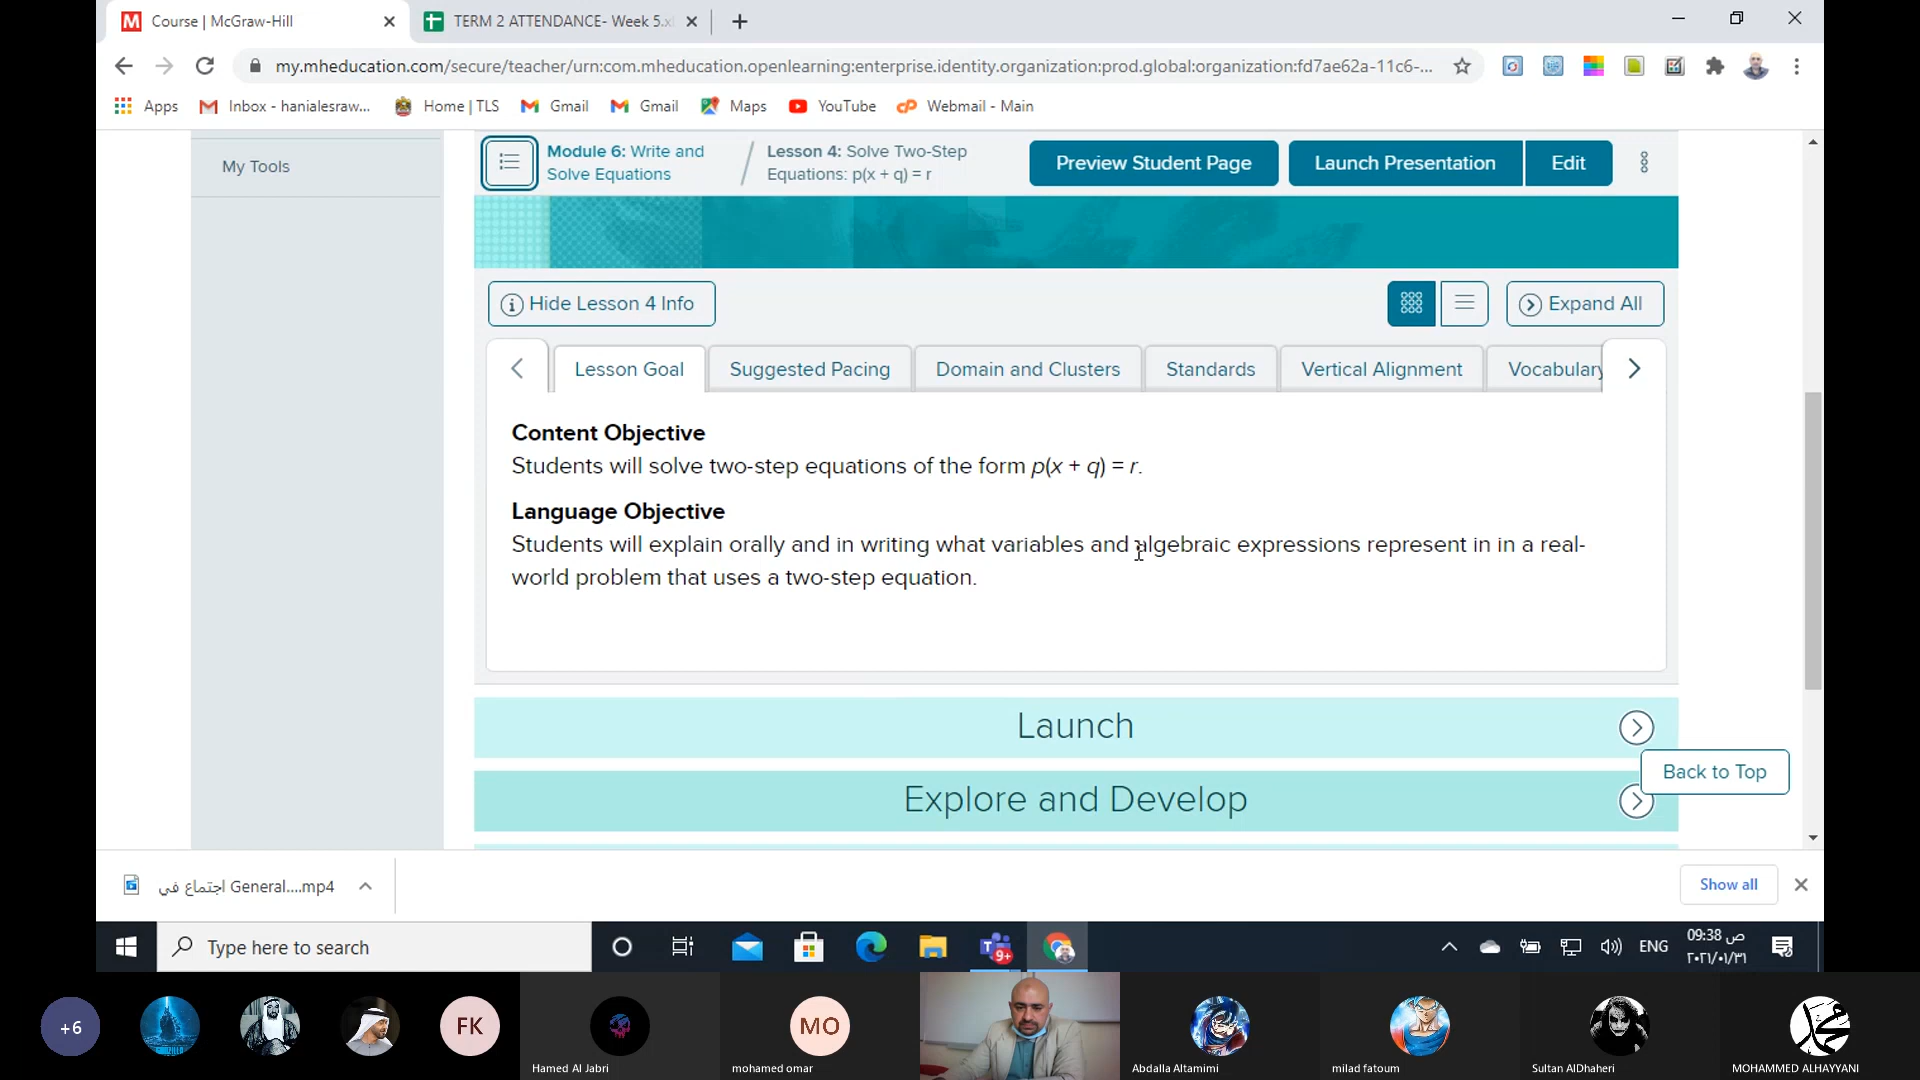 Course | McGraw-Hill
TERM 2 ATTENDANCE- Week 5.xl
my.mheducation.com/secure/teacher/urn:com.mheducation.openlearning:enterprise.identity.organization:prod.global:organization:fd7ae62a-11c6-...
Apps
Inbox - hanialesraw...
Home | TLS
Gmail
Gmail
Maps
YouTube
Webmail - Main
My Tools
Module 6: Write and
Solve Equations
Lesson 4: Solve Two-Step
Equations: p(x + q) = r
Preview Student Page
Launch Presentation
Edit
Hide Lesson 4 Info
Expand All
Lesson Goal
Suggested Pacing
Domain and Clusters
Standards
Vertical Alignment
Vocabulary
Content Objective
Students will solve two-step equations of the form p(x + q) = r.
Language Objective
Students will explain orally and in writing what variables and algebraic expressions represent in in a real-
world problem that uses a two-step equation.
Launch
Explore and Develop
Back to Top
اجتماع في General....mp4
Show all
Type here to search
9+
ENG
09:38 ص
٢٠٢١/٠١/٣١
+6
FK
MO
Hamed Al Jabri
mohamed omar
Abdalla Altamimi
milad fatoum
Sultan AlDhaheri
MOHAMMED ALHAYYANI